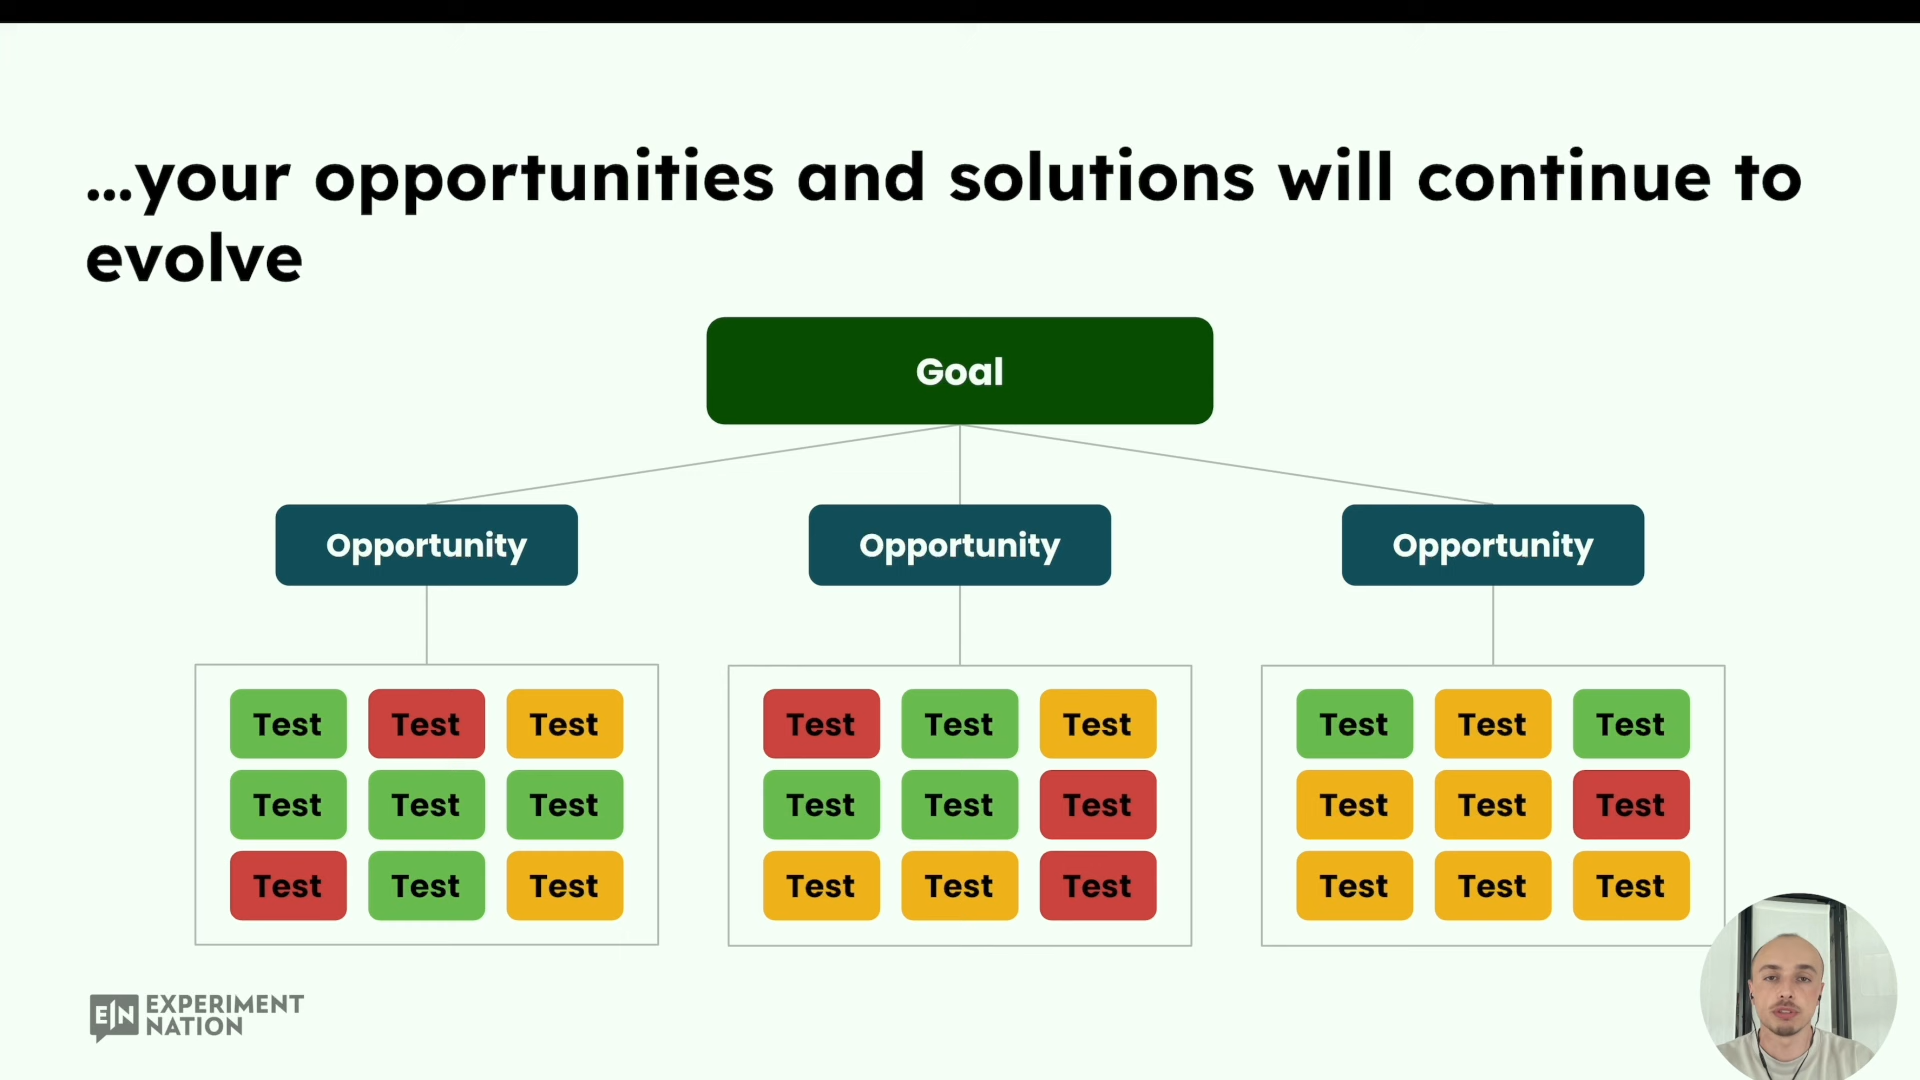 ...your opportunities and solutions will continue to
evolve
Goal
Opportunity Opportunity Opportunity
Test Test Test Test Test Test Test Test Test
Test Test Test Test Test Test Test Test Test
Test Test Test Test Test Test Test Test Test
EN EXPERIMENT
NATION